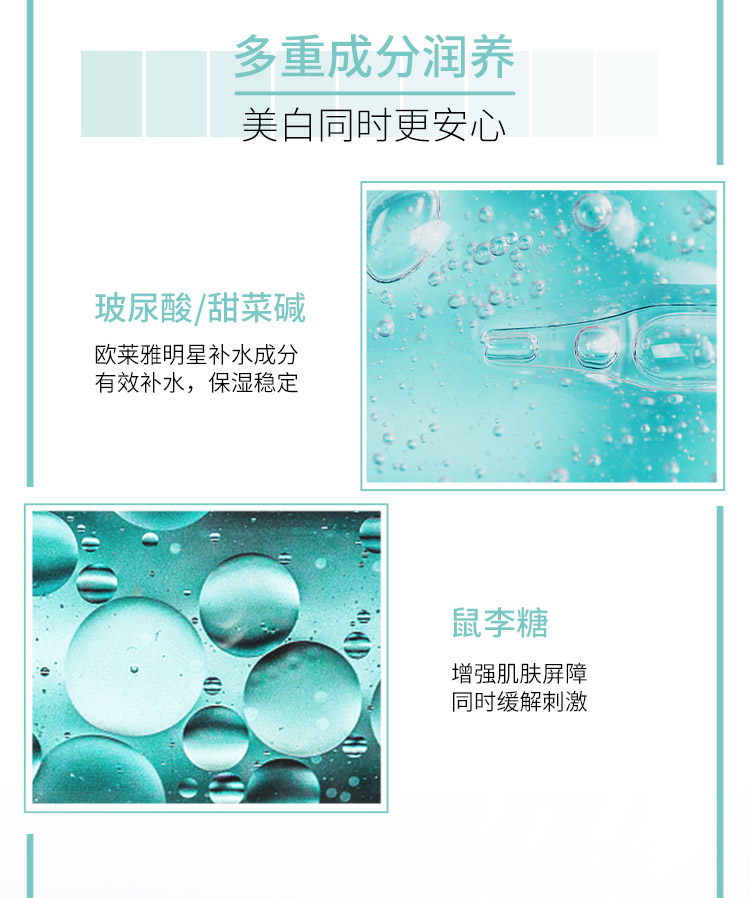 多重成分润养
美白同时更安心
玻尿酸/甜菜碱
欧莱雅明星补水成分
有效补水，保湿稳定
鼠李糖
增强肌肤屏障
同时缓解刺激